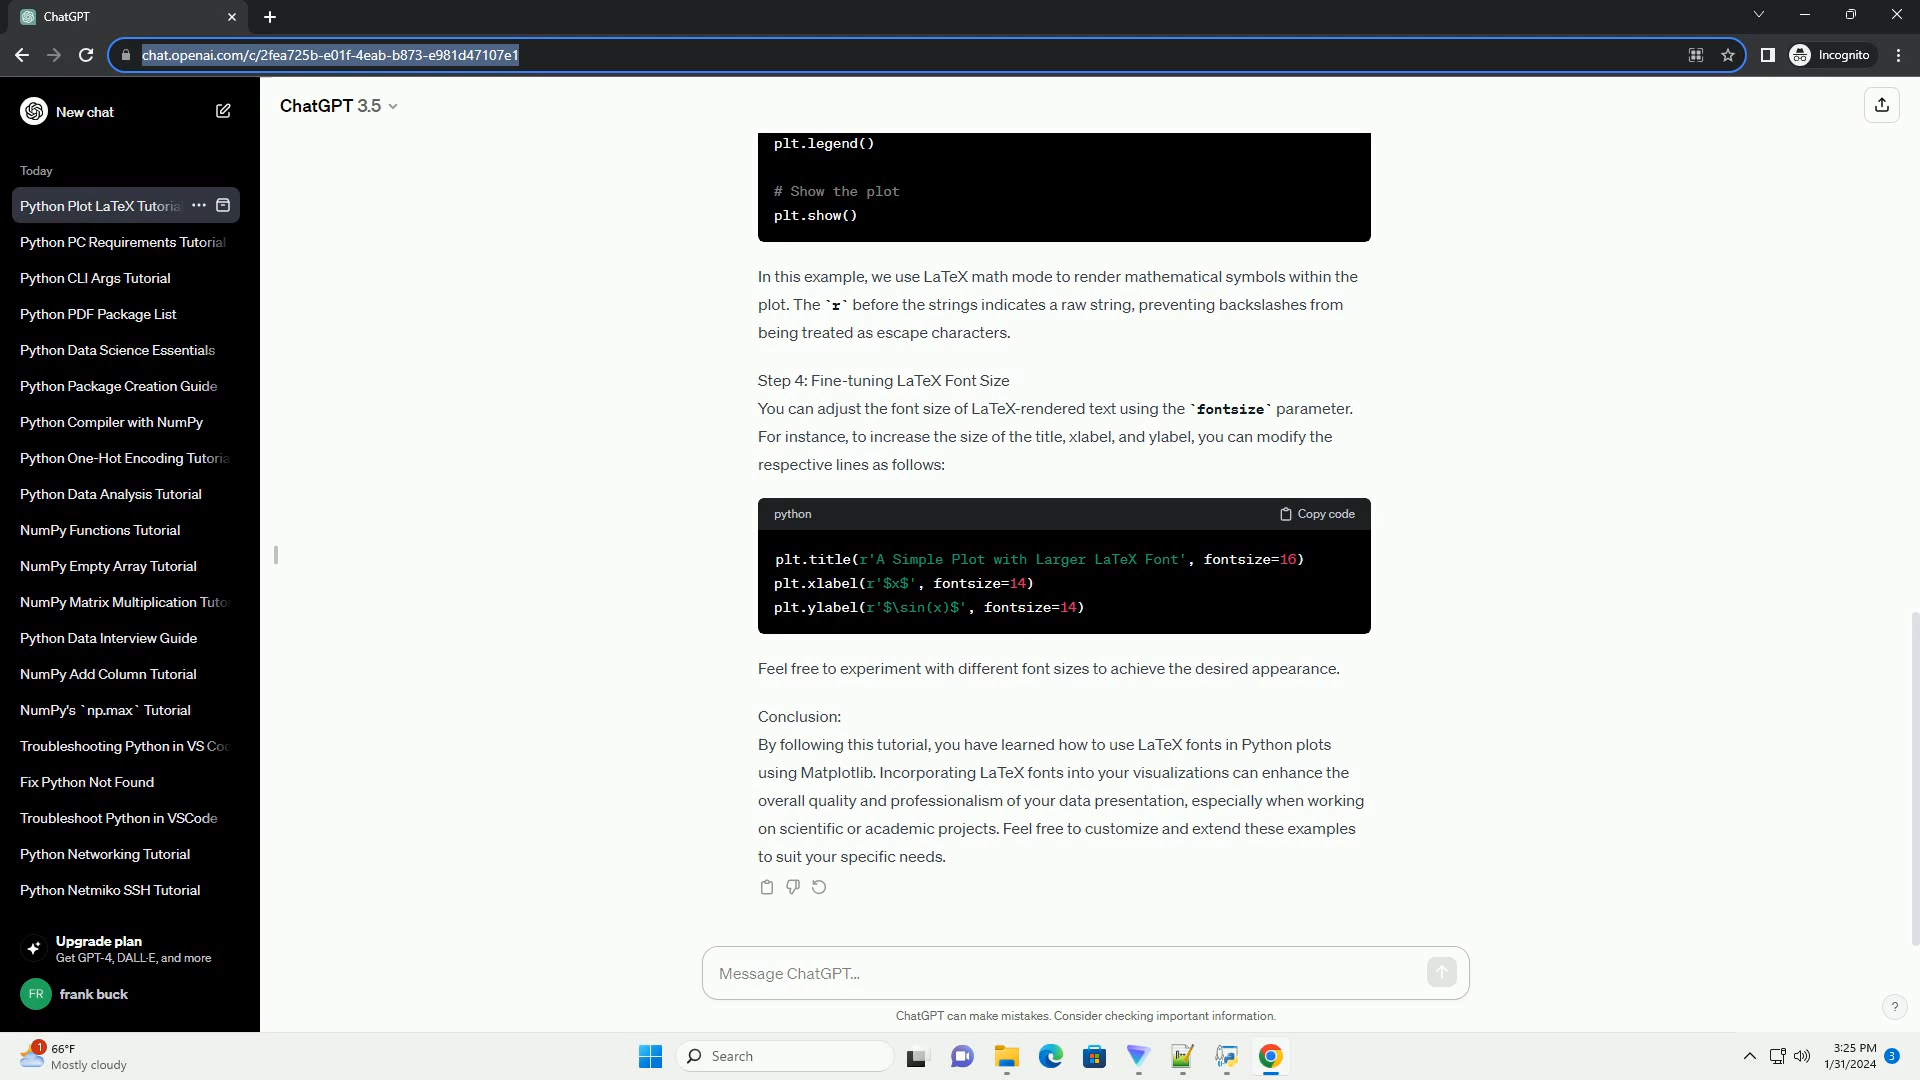 ChatGPT
chat.openai.com/c/2fea725b-e01f-4eab-b873-e981d47107e1
Incognito
New chat
Today
Python Plot LaTeX Tutoria
Python PC Requirements Tutorial
Python CLI Args Tutorial
Python PDF Package List
Python Data Science Essentials
Python Package Creation Guide
Python Compiler with NumPy
Python One-Hot Encoding Tutoria
Python Data Analysis Tutorial
NumPy Functions Tutorial
NumPy Empty Array Tutorial
NumPy Matrix Multiplication Tutor
Python Data Interview Guide
NumPy Add Column Tutorial
NumPy's `np.max` Tutorial
Troubleshooting Python in VS Coc
Fix Python Not Found
Troubleshoot Python in VSCode
Python Networking Tutorial
Python Netmiko SSH Tutorial
Upgrade plan
Get GPT-4, DALL·E, and more
FR frank buck
ChatGPT 3.5
plt.legend()
# Show the plot
plt.show()
In this example, we use LaTeX math mode to render mathematical symbols within the
plot. The `r` before the strings indicates a raw string, preventing backslashes from
being treated as escape characters.
Step 4: Fine-tuning LaTeX Font Size
You can adjust the font size of LaTeX-rendered text using the `fontsize` parameter.
For instance, to increase the size of the title, xlabel, and ylabel, you can modify the
respective lines as follows:
python Copy code
plt.title(r'A Simple Plot with Larger LaTeX Font', fontsize=16)
plt.xlabel(r'$x$', fontsize=14)
plt.ylabel(r'$\sin(x)$', fontsize=14)
Feel free to experiment with different font sizes to achieve the desired appearance.
Conclusion:
By following this tutorial, you have learned how to use LaTeX fonts in Python plots
using Matplotlib. Incorporating LaTeX fonts into your visualizations can enhance the
overall quality and professionalism of your data presentation, especially when working
on scientific or academic projects. Feel free to customize and extend these examples
to suit your specific needs.
Message ChatGPT...
ChatGPT can make mistakes. Consider checking important information.
?
1
66°F
Mostly cloudy
Search
3:25 PM
1/31/2024
3